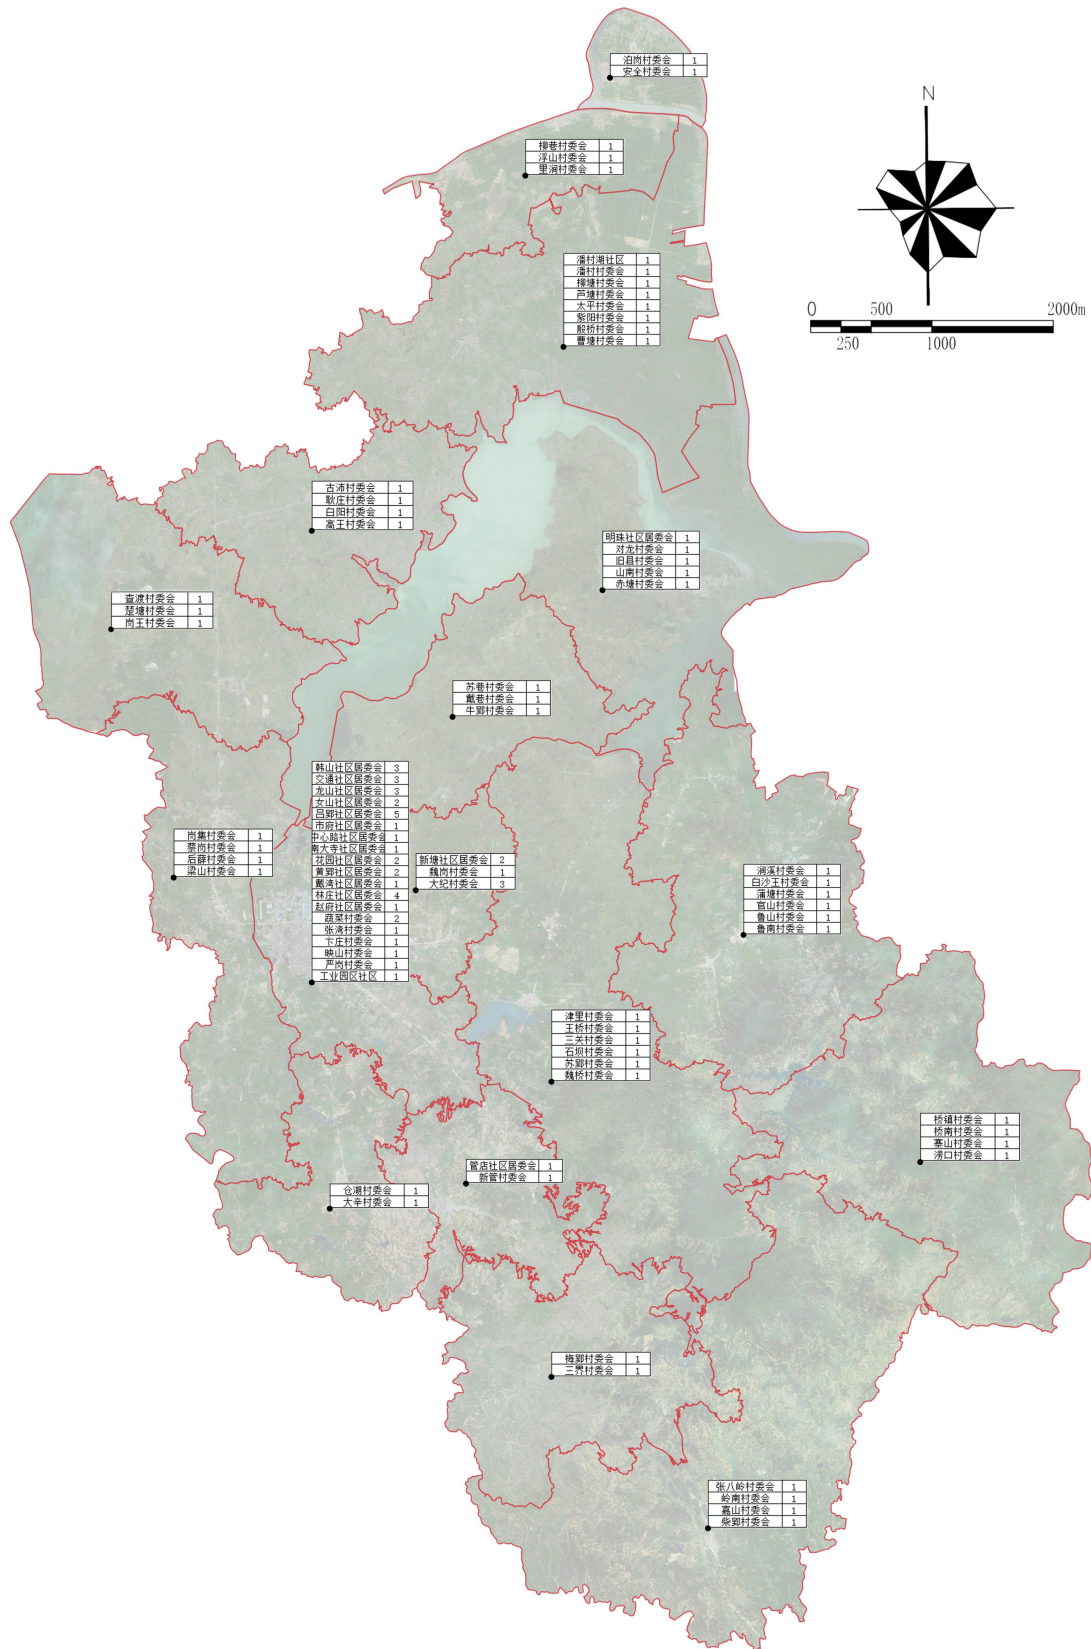 泊岗村委会 1
安全村委会 1
N
柳巷村委会 1
浮山村委会 1
里涧村委会 1
潘村湖社区 1
潘村村委会 1
柳塘村委会 1
芦塘村委会 1
太平村委会 1
紫阳村委会 1
殷桥村委会 1
曹塘村委会 1
0 500 2000m
250 1000
古沛村委会 1
耿庄村委会 1
白阳村委会 1
高王村委会 1
明珠社区居委会 1
对龙村委会 1
旧县村委会 1
山南村委会 1
赤塘村委会 1
查渡村委会 1
楚塘村委会 1
岗王村委会 1
苏巷村委会 1
戴巷村委会 1
牛郢村委会 1
韩山社区居委会 3
交通社区居委会 3
龙山社区居委会 3
女山社区居委会 2
吕郢社区居委会 5
市府社区居委会 1
中心路社区居委会 1
南大寺社区居委会 1
花园社区居委会 2
黄郢社区居委会 2
戴湾社区居委会 1
林庄社区居委会 4
赵府社区居委会 1
蔬菜村委会 2
张湾村委会 1
卞庄村委会 1
映山村委会 1
严岗村委会 1
工业园区社区 1
岗集村委会 1
蔡岗村委会 1
后薛村委会 1
梁山村委会 1
新塘社区居委会 2
魏岗村委会 1
大纪村委会 3
涧溪村委会 1
白沙王村委会 1
蒲塘村委会 1
官山村委会 1
鲁山村委会 1
鲁南村委会 1
津里村委会 1
王桥村委会 1
三关村委会 1
石坝村委会 1
苏郢村委会 1
魏桥村委会 1
桥镇村委会 1
桥南村委会 1
寨山村委会 1
涝口村委会 1
管店社区居委会 1
新管村委会 1
仓湖村委会 1
大辛村委会 1
梅郢村委会 1
三界村委会 1
张八岭村委会 1
岭南村委会 1
嘉山村委会 1
柴郢村委会 1